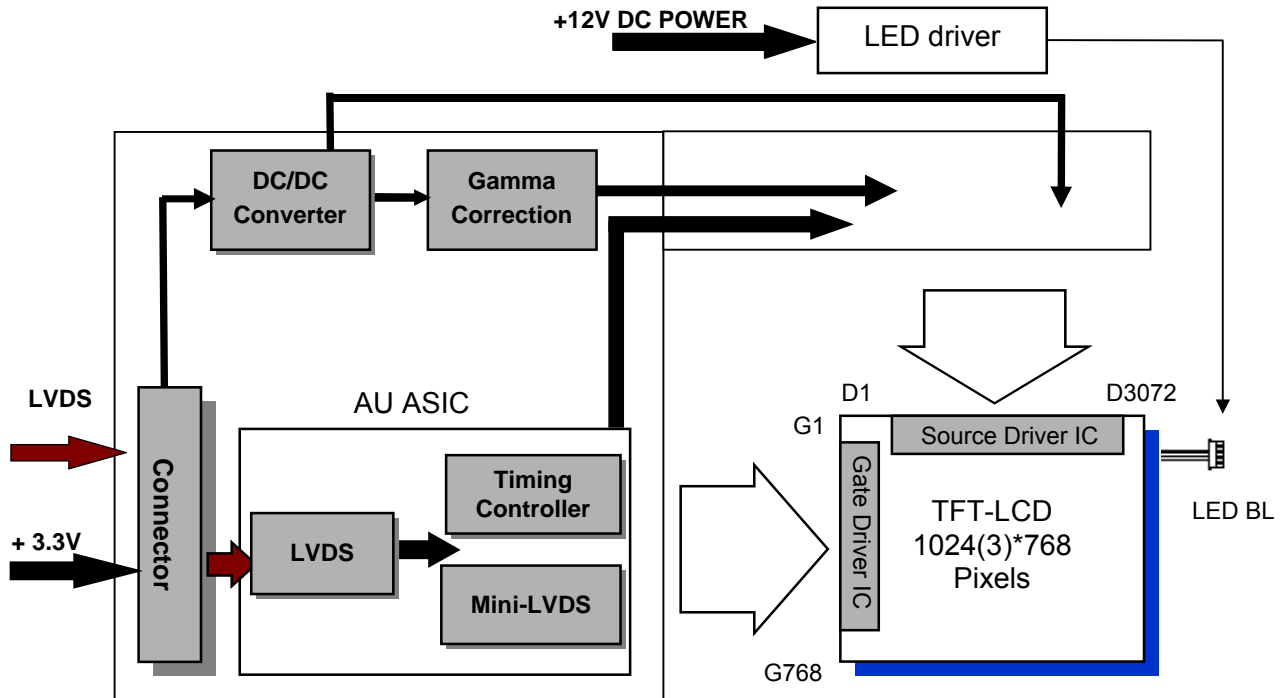 +12V DC POWER
LED driver
DC/DC
Converter
Gamma
Correction
LVDS
AU ASIC
D1
D3072
G1
Source Driver IC
Connector
Timing
Controller
Gate Driver IC
TFT-LCD
1024(3)*768
Pixels
LED BL
+ 3.3V
LVDS
Mini-LVDS
G768